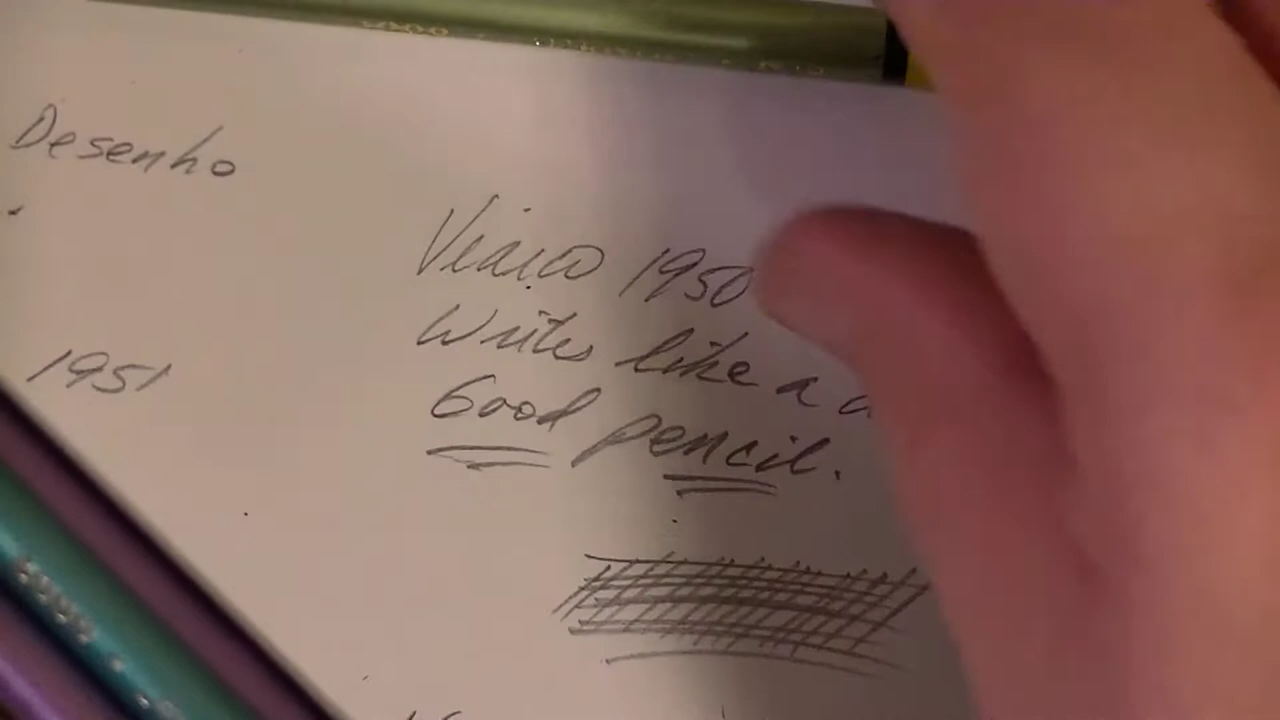 Desenho
Viarco 1950
Writes like a
Good pencil.
1951